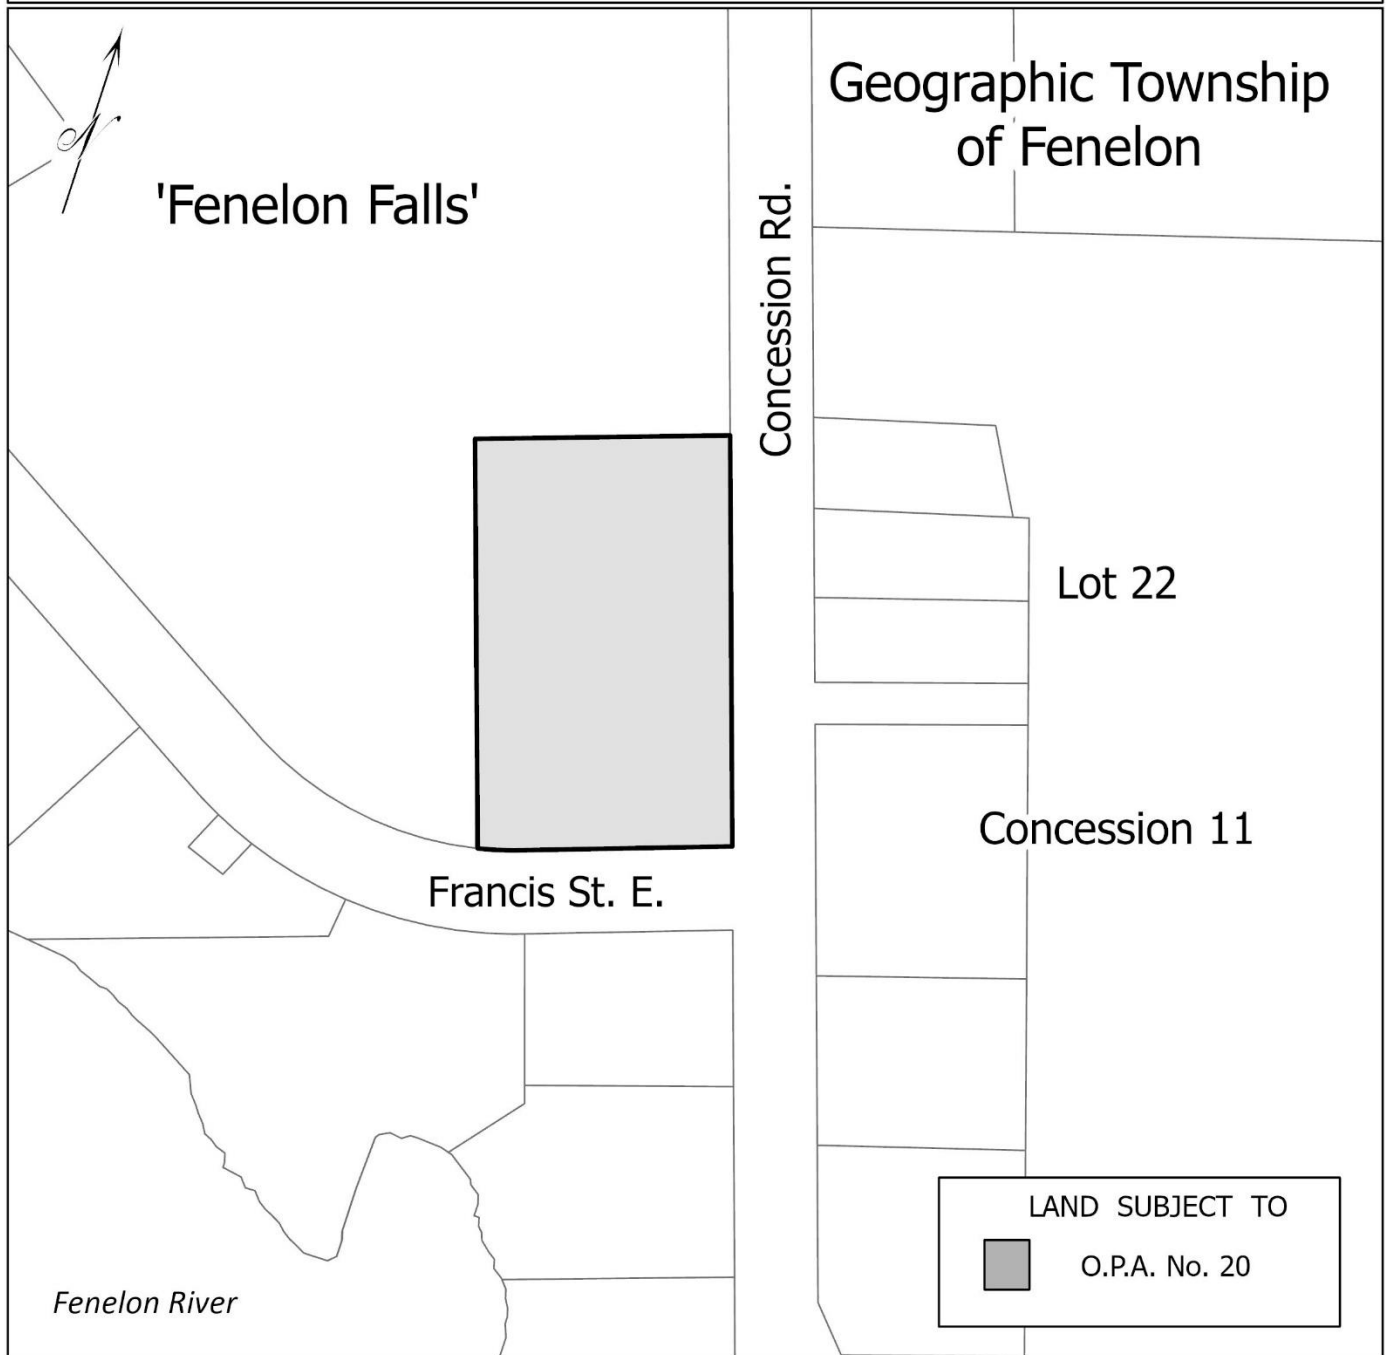 Geographic Township
of Fenelon
'Fenelon Falls'
Concession Rd.
Lot 22
Concession 11
Francis St. E.
LAND SUBJECT TO
O.P.A. No. 20
Fenelon River
N